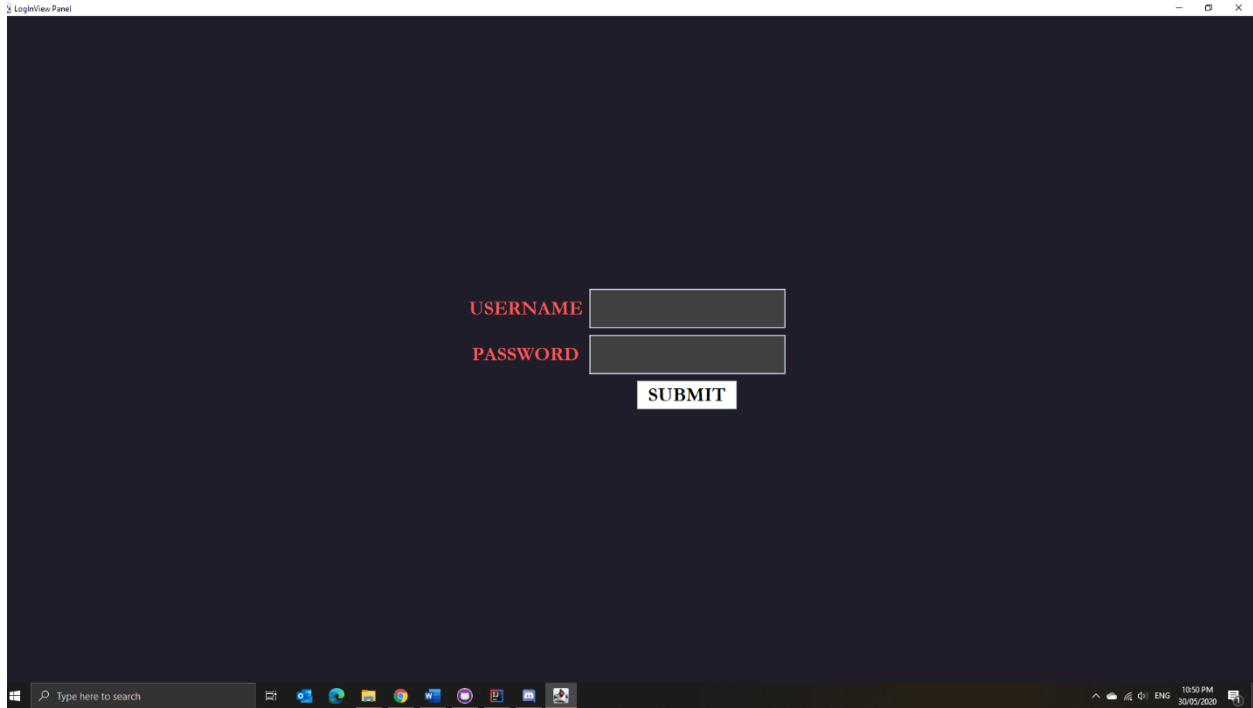 LogInView Panel
USERNAME
PASSWORD
SUBMIT
Type here to search
ENG
10:50 PM
30/05/2020